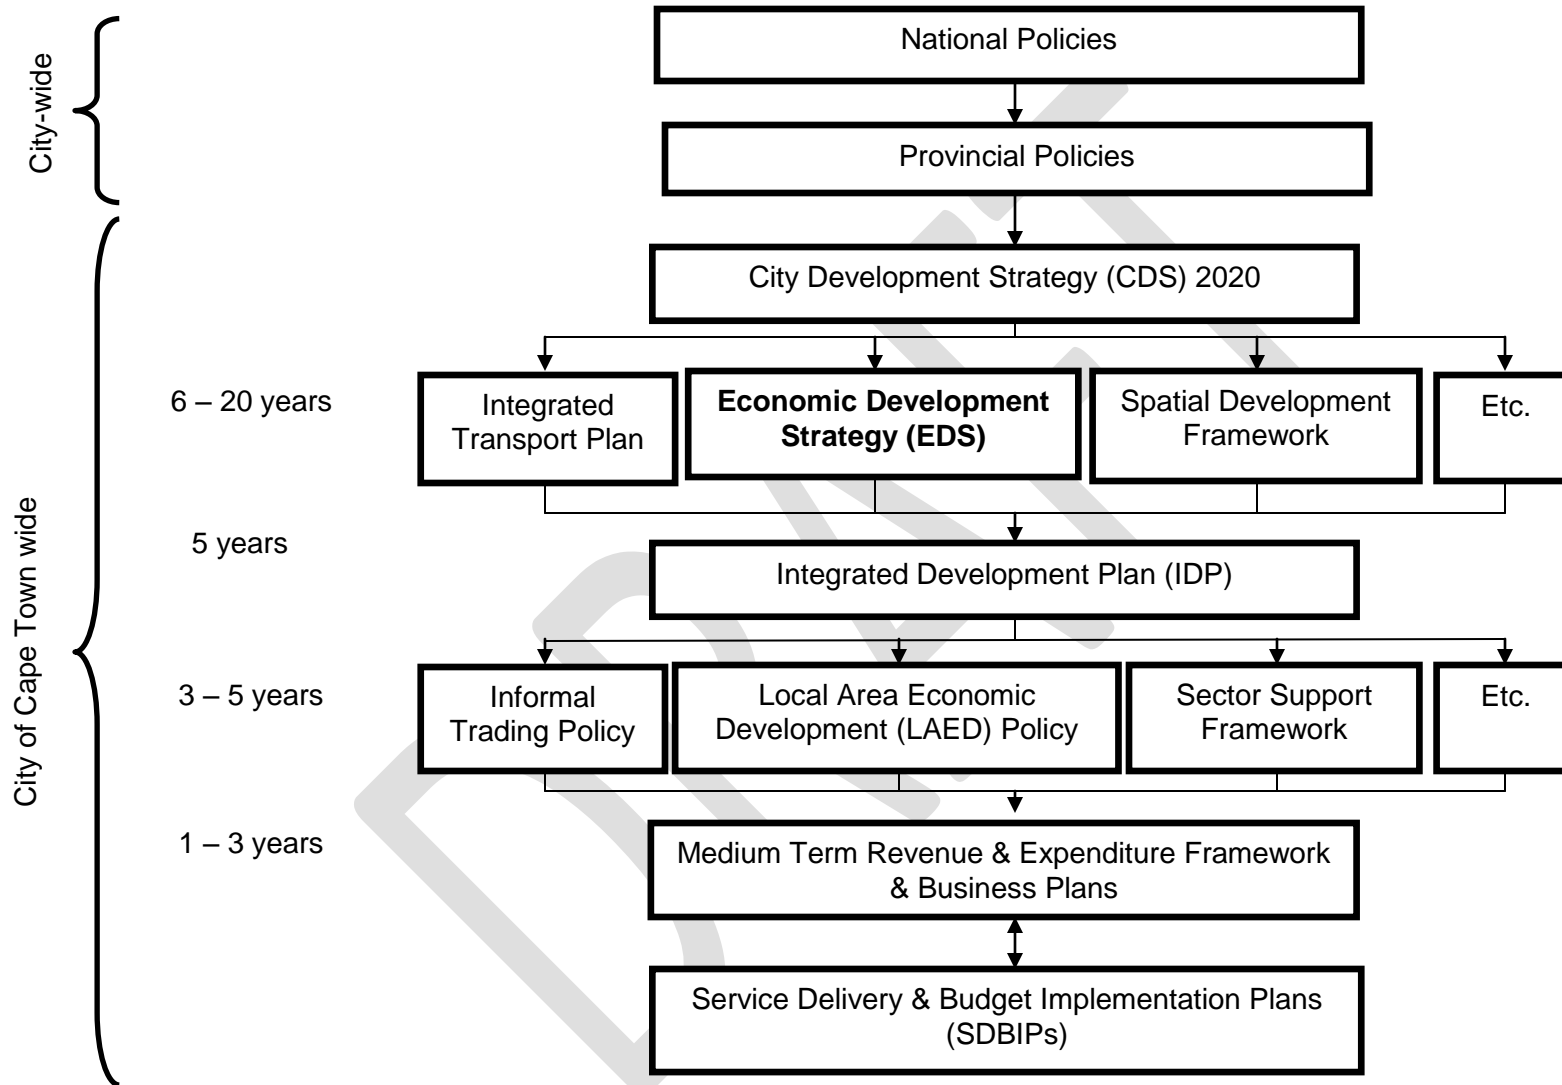 National Policies
City-wide
Provincial Policies
City Development Strategy (CDS) 2020
6 – 20 years
Integrated
Transport Plan
Economic Development
Strategy (EDS)
Spatial Development
Framework
Etc.
5 years
Integrated Development Plan (IDP)
City of Cape Town wide
3 – 5 years
Informal
Trading Policy
Local Area Economic
Development (LAED) Policy
Sector Support
Framework
Etc.
1 – 3 years
Medium Term Revenue & Expenditure Framework
& Business Plans
Service Delivery & Budget Implementation Plans
(SDBIPs)
DRAFT